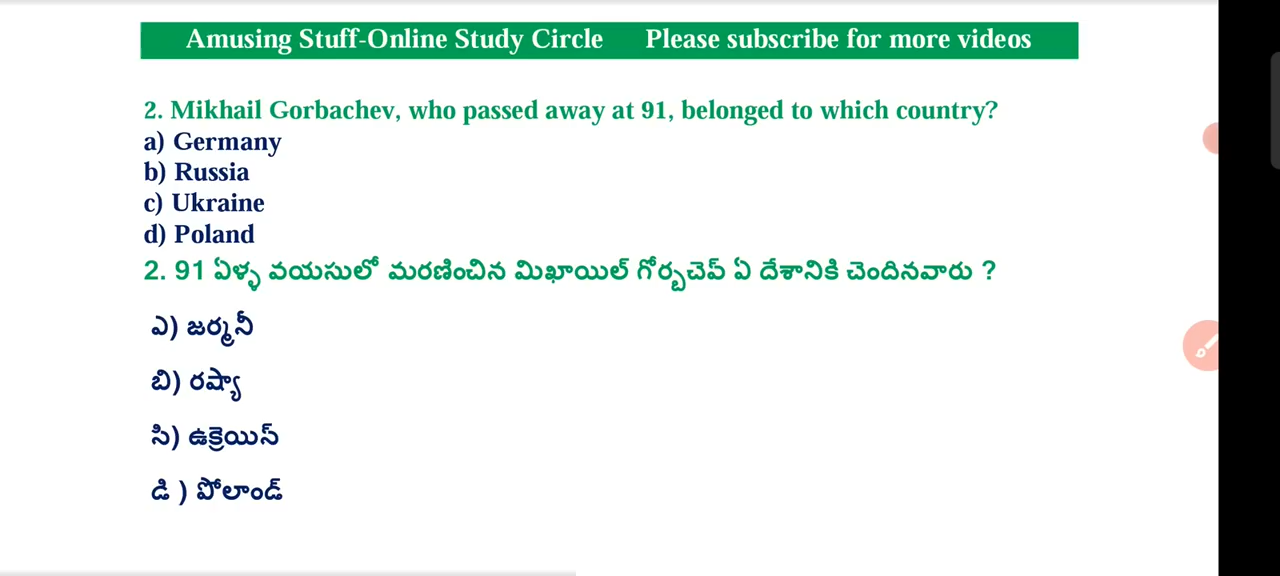 Amusing Stuff-Online Study Circle Please subscribe for more videos
2. Mikhail Gorbachev, who passed away at 91, belonged to which country?
a) Germany
b) Russia
c) Ukraine
d) Poland
2. 91 ఏళ్ళ వయసులో మరణించిన మిఖాయిల్ గోర్బచెప్ ఏ దేశానికి చెందినవారు ?
ఎ) జర్మనీ
బి) రష్యా
సి) ఉక్రెయిన్
డి ) పోలాండ్